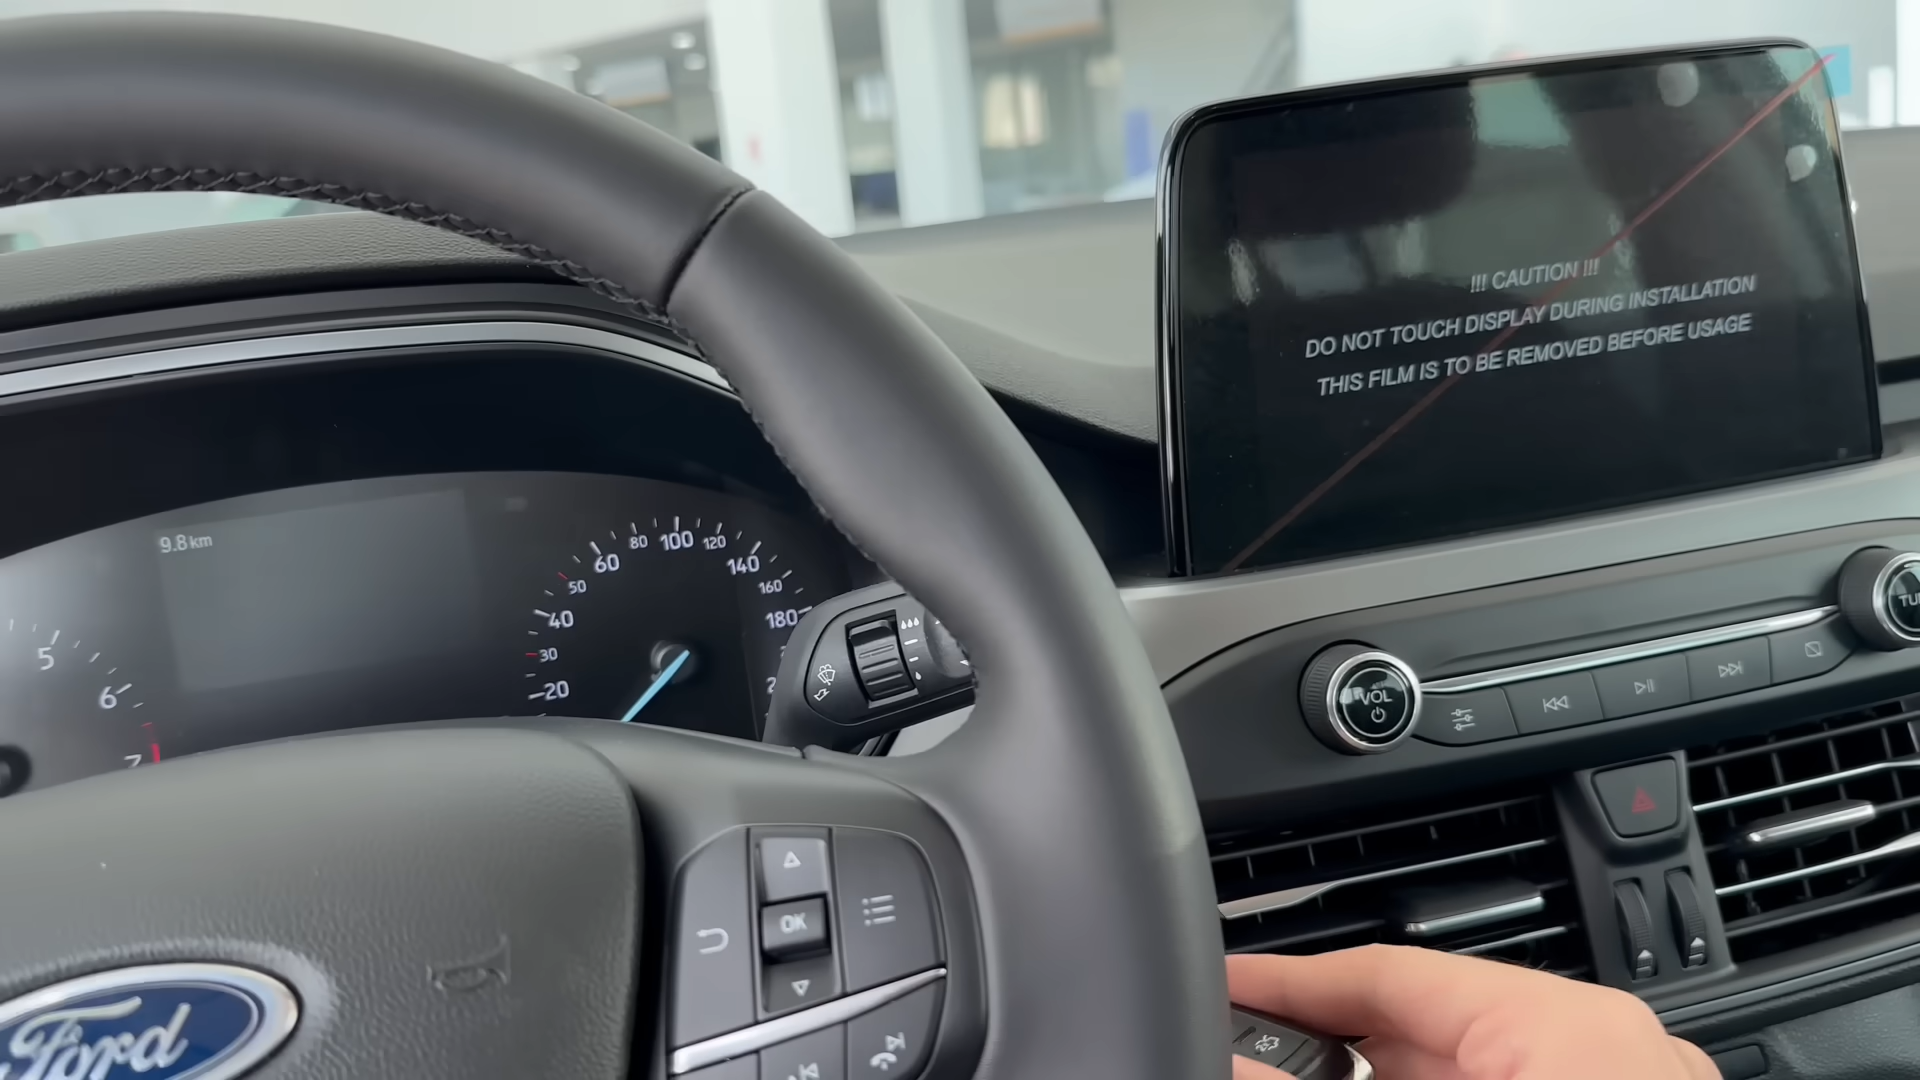 !!! CAUTION !!!
DO NOT TOUCH DISPLAY DURING INSTALLATION
THIS FILM IS TO BE REMOVED BEFORE USAGE
9.8 km
5
6
7
20
30
40
50
60
80
100
120
140
160
180
VOL
OK
Ford